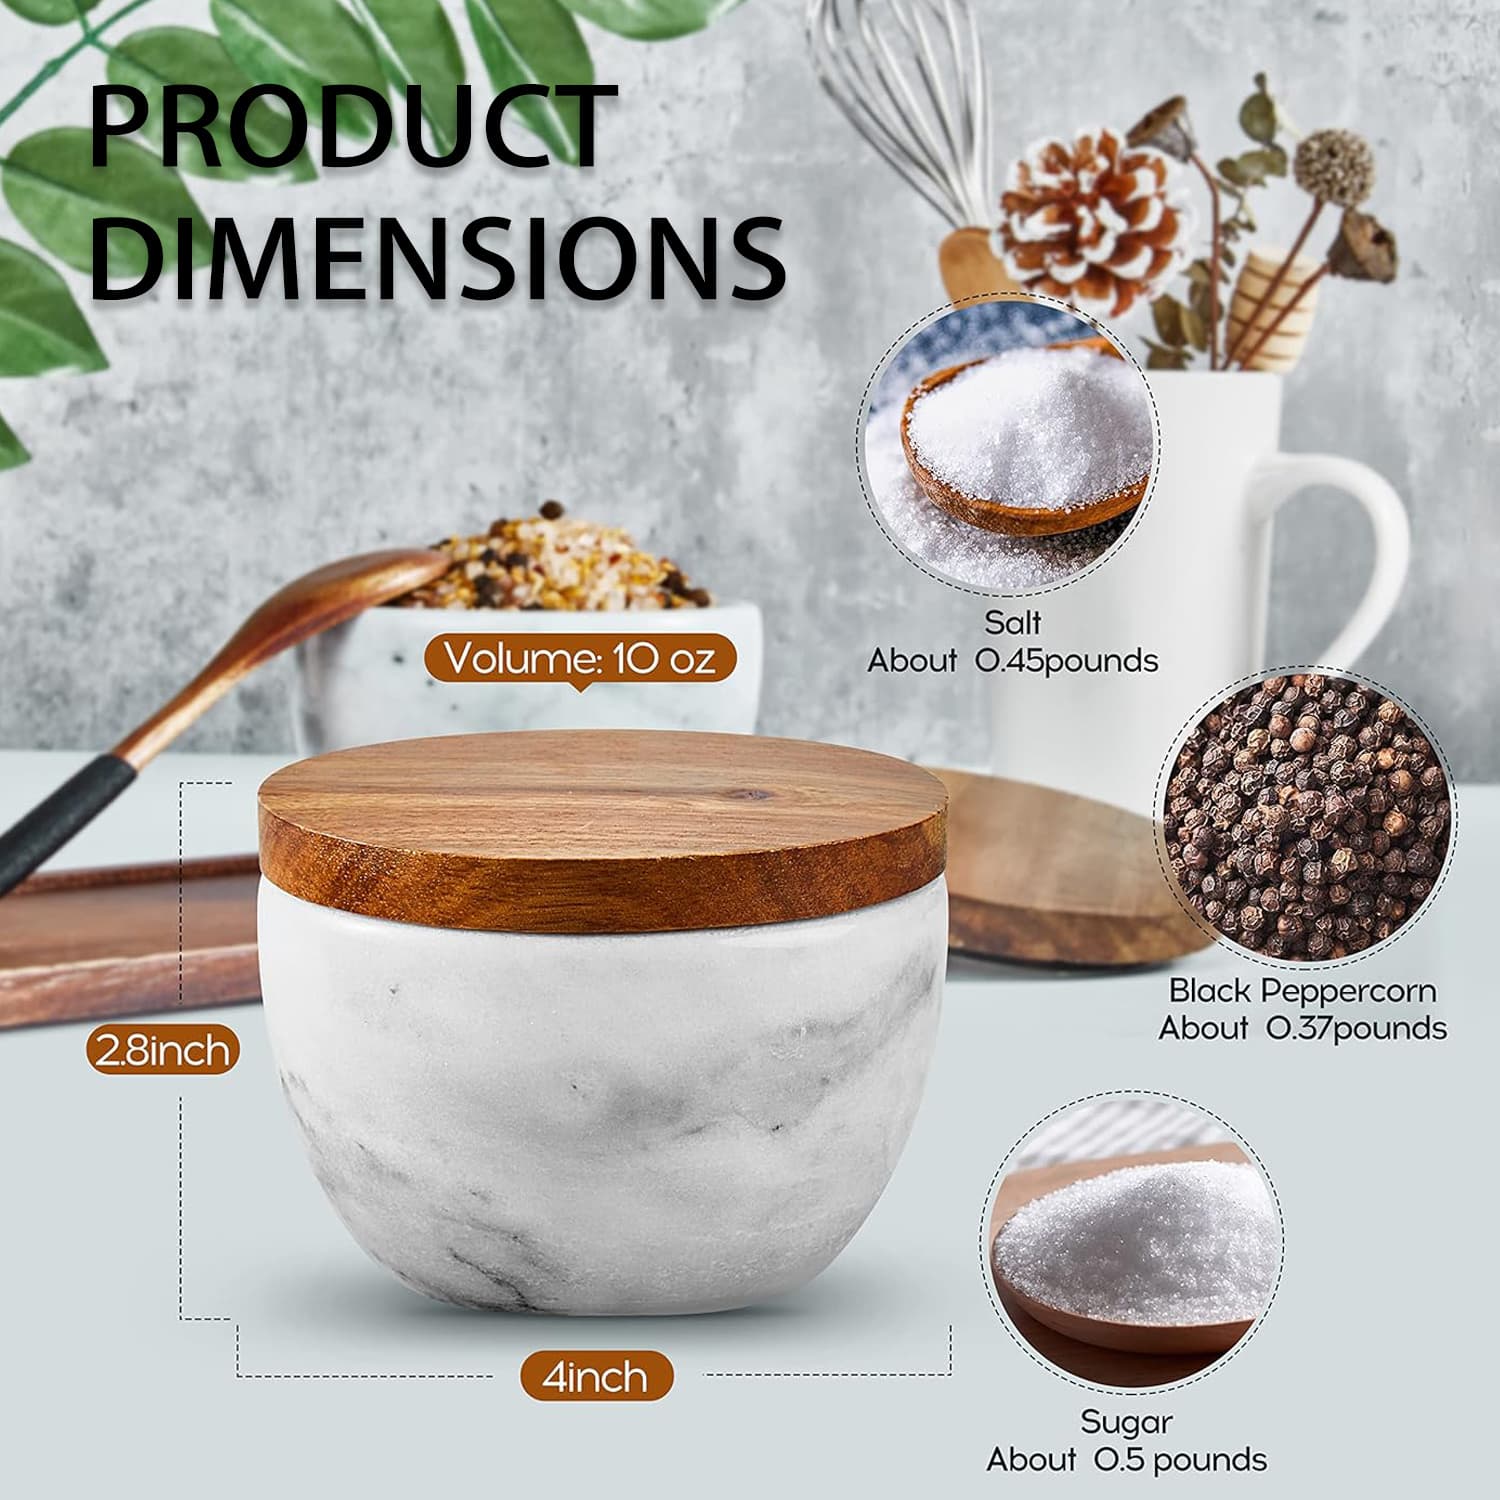 PRODUCT
DIMENSIONS
Salt
About 0.45pounds
Volume: 10 oz
Black Peppercorn
About 0.37pounds
2.8inch
4inch
Sugar
About 0.5 pounds